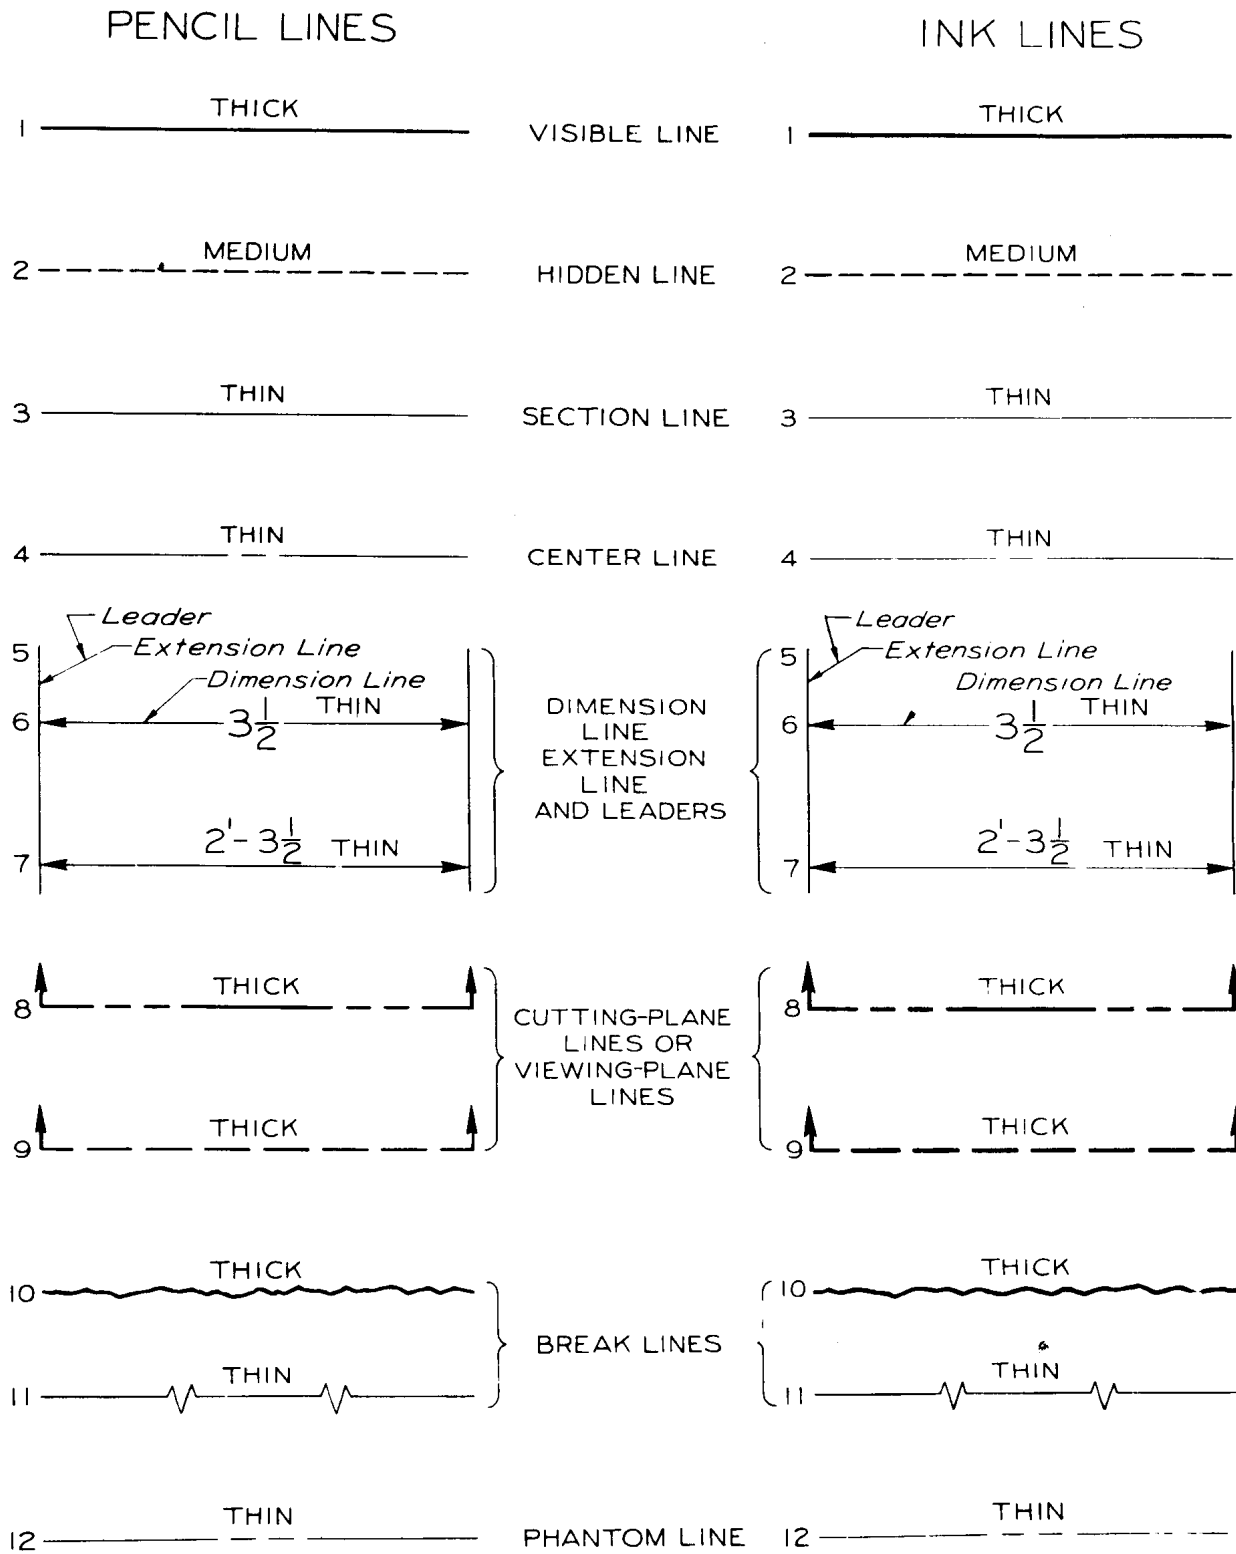 PENCIL LINES
INK LINES
THICK
1
VISIBLE LINE
THICK
1
MEDIUM
2
HIDDEN LINE
MEDIUM
2
THIN
3
SECTION LINE
THIN
3
THIN
4
CENTER LINE
THIN
4
Leader
5
Extension Line
Dimension Line
6
3 1/2
THIN
2' - 3 1/2
THIN
7
DIMENSION
LINE
EXTENSION
LINE
AND LEADERS
Leader
5
Extension Line
Dimension Line
6
3 1/2
THIN
2' - 3 1/2
THIN
7
THICK
8
THICK
9
CUTTING-PLANE
LINES OR
VIEWING-PLANE
LINES
THICK
8
THICK
9
THICK
10
THIN
11
BREAK LINES
THICK
10
THIN
11
THIN
12
PHANTOM LINE
THIN
12